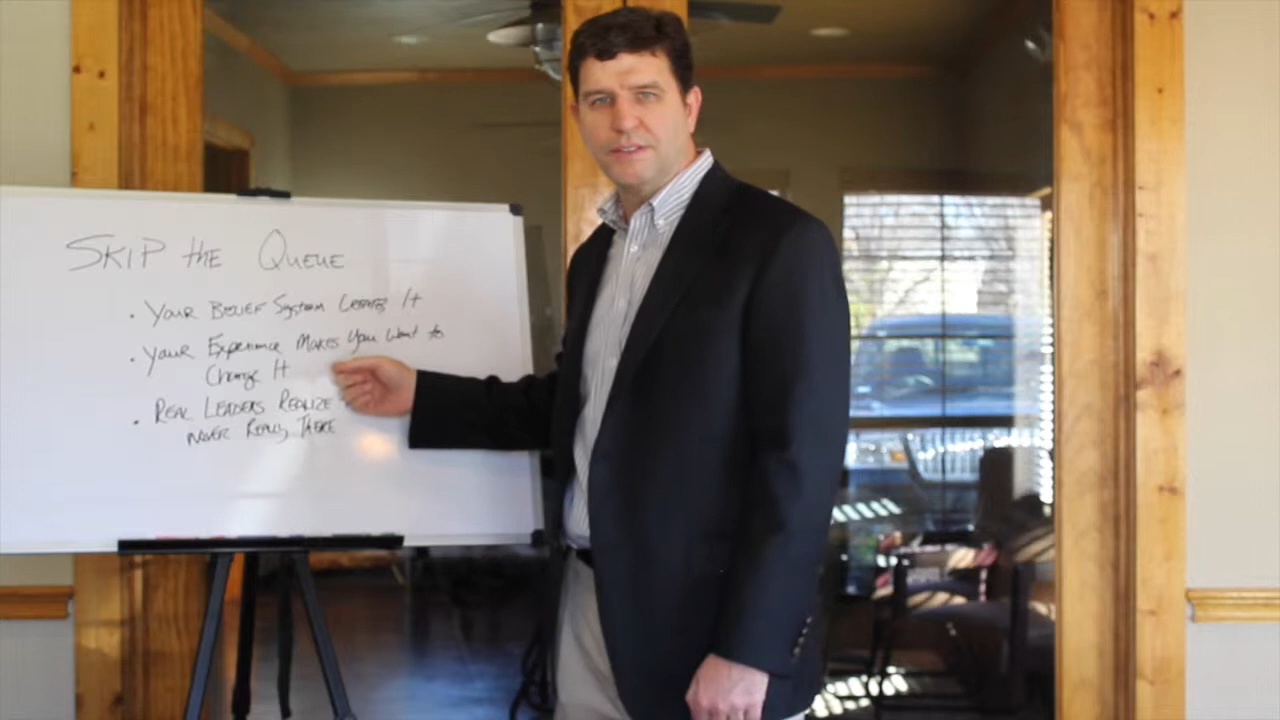 SKIP the QUEUE
• YOUR BELIEF SYSTEM CREATES It
• YOUR Experience MAKES You Want to
Change It
• REAL LEADERS REALIZE
NEVER REALLY THERE